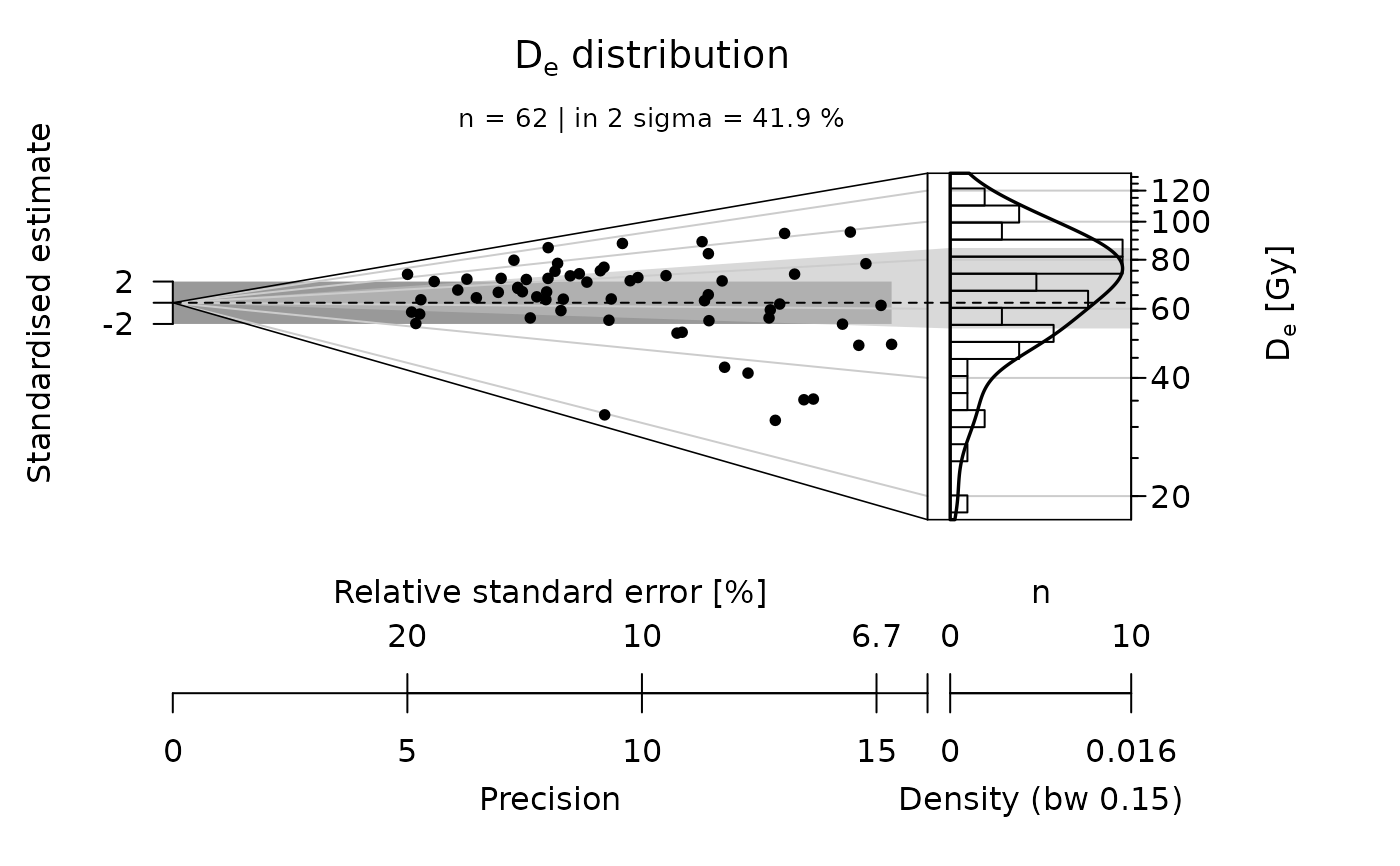 De distribution
n = 62 | in 2 sigma = 41.9 %
Standardised estimate
2
-2
120
100
80
60
40
20
De [Gy]
Relative standard error [%]
n
20 10 6.7 0 10
0 5 10 15 0 0.016
Precision
Density (bw 0.15)